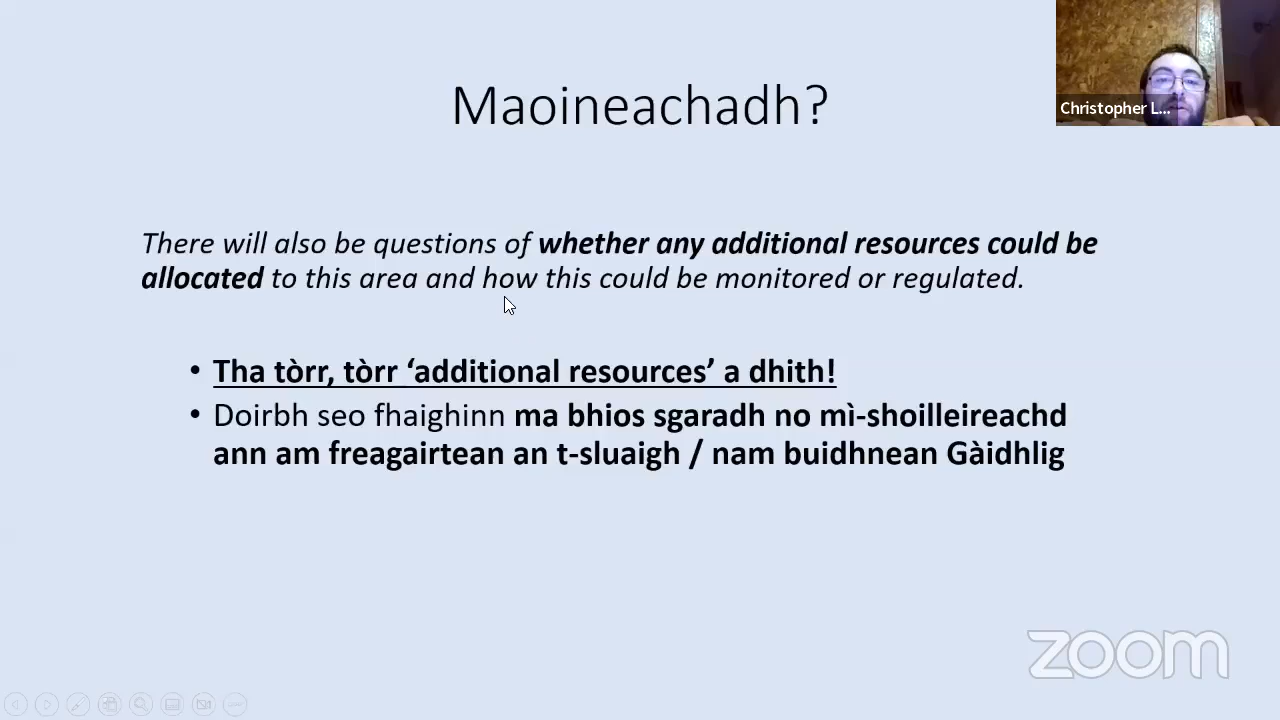 Maoineachadh?
Christopher L...
There will also be questions of whether any additional resources could be
allocated to this area and how this could be monitored or regulated.
• Tha tòrr, tòrr ‘additional resources’ a dhith!
• Doirbh seo fhaighinn ma bhios sgaradh no mì-shoilleireachd
ann am freagairtean an t-sluaigh / nam buidhnean Gàidhlig
zoom